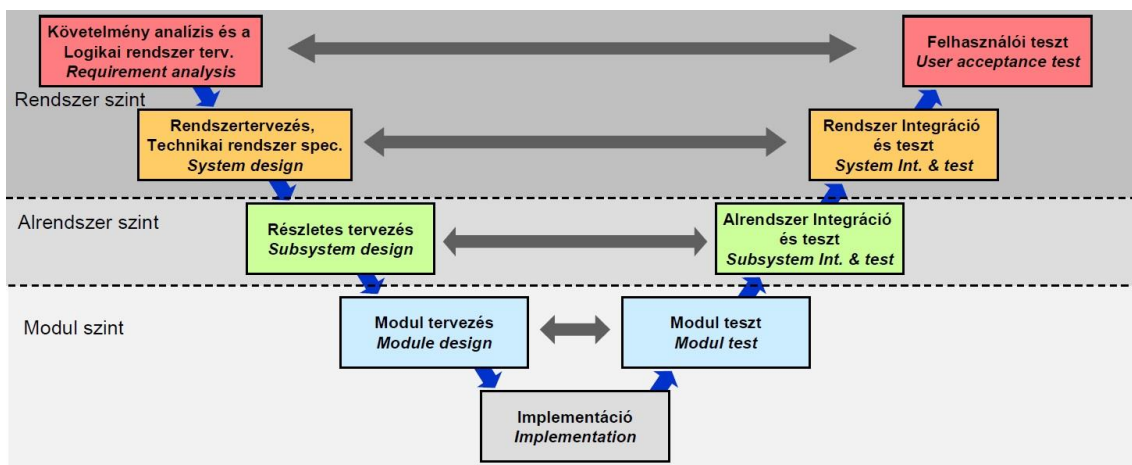 Követelmény analízis és a
Logikai rendszer terv.
Requirement analysis
Felhasználói teszt
User acceptance test
Rendszer szint
Rendszertervezés,
Technikai rendszer spec.
System design
Rendszer Integráció
és teszt
System Int. & test
Alrendszer szint
Részletes tervezés
Subsystem design
Alrendszer Integráció
és teszt
Subsystem Int. & test
Modul szint
Modul tervezés
Module design
Modul teszt
Modul test
Implementáció
Implementation